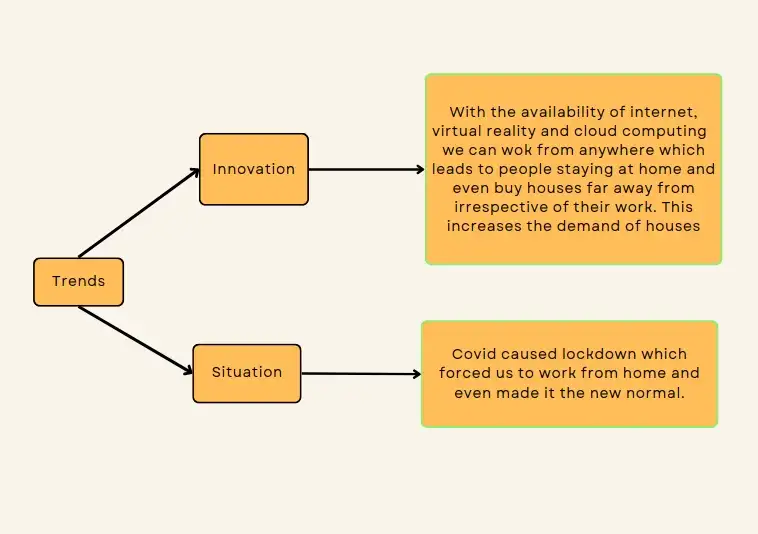 With the availability of internet,
virtual reality and cloud computing
we can wok from anywhere which
Innovation
leads to people staying at home and
even buy houses far away from
irrespective of their work. This
increases the demand of houses
Trends
Covid caused lockdown which
Situation
forced us to work from home and
even made it the new normal.